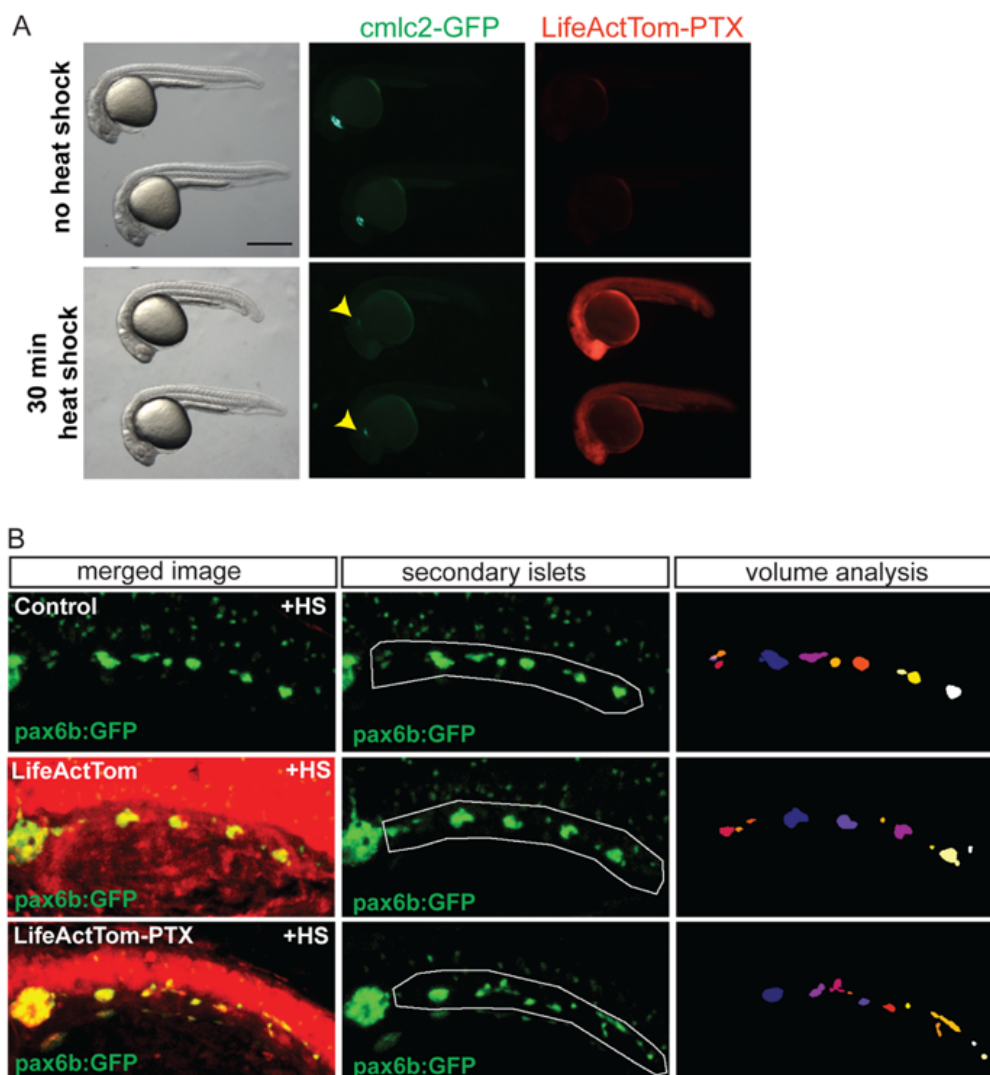 A
cmlc2-GFP
LifeActTom-PTX
no heat shock
30 min
heat shock
B
merged image
secondary islets
volume analysis
Control +HS
pax6b:GFP
pax6b:GFP
LifeActTom +HS
pax6b:GFP
pax6b:GFP
LifeActTom-PTX +HS
pax6b:GFP
pax6b:GFP